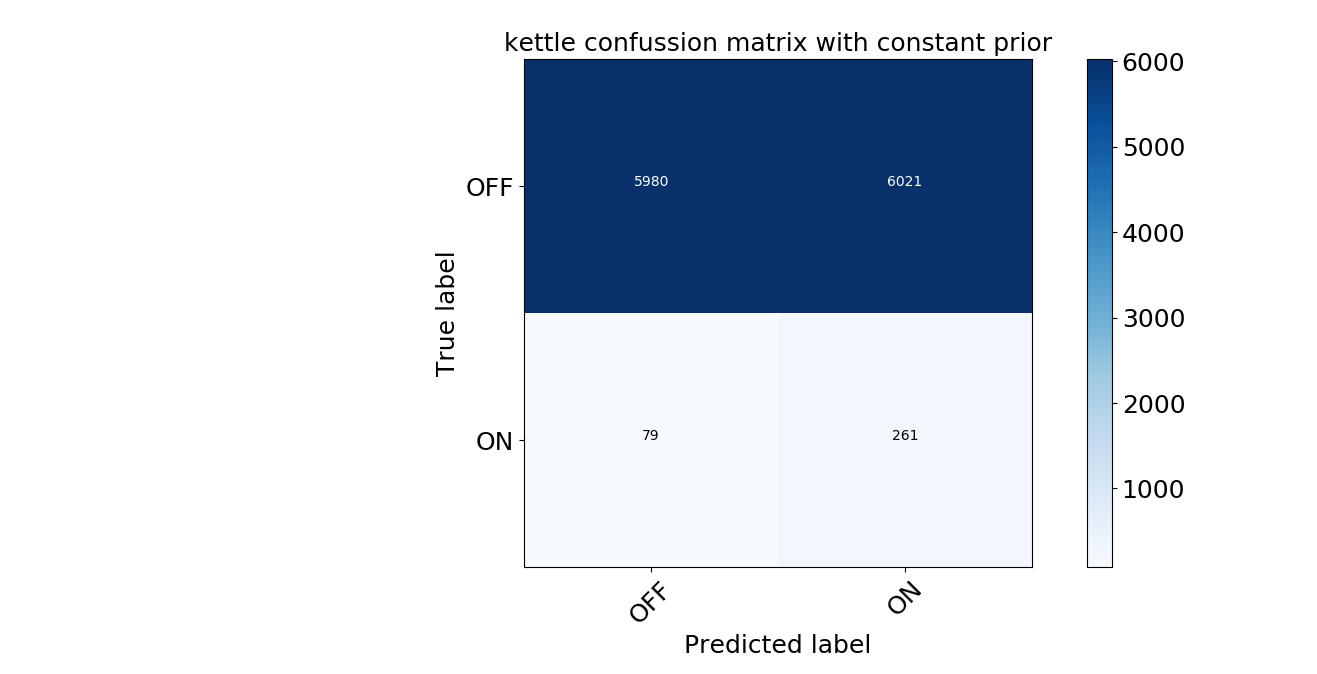 kettle confussion matrix with constant prior
6000
5000
OFF
5980
6021
4000
True label
3000
2000
ON
79
261
1000
OFF
ON
Predicted label